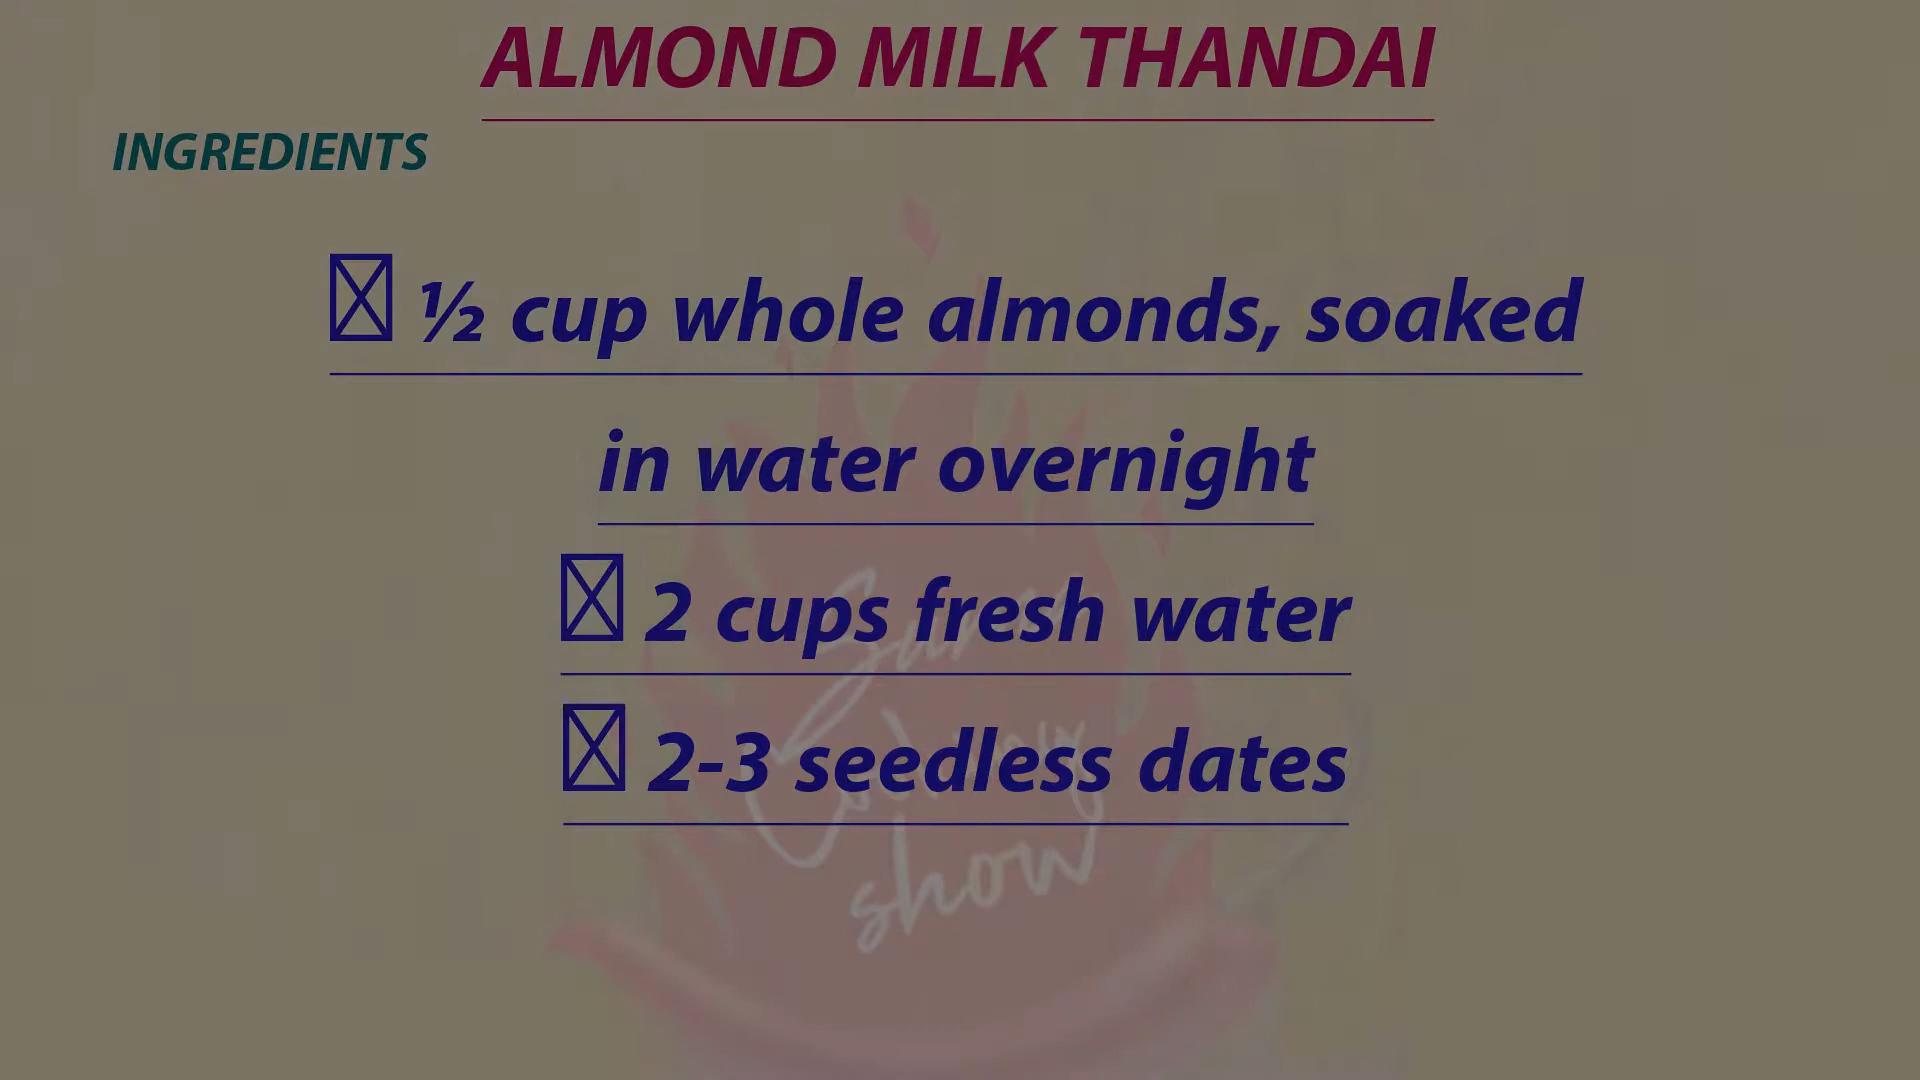 ALMOND MILK THANDAI
INGREDIENTS
½ cup whole almonds, soaked
in water overnight
2 cups fresh water
2-3 seedless dates
show